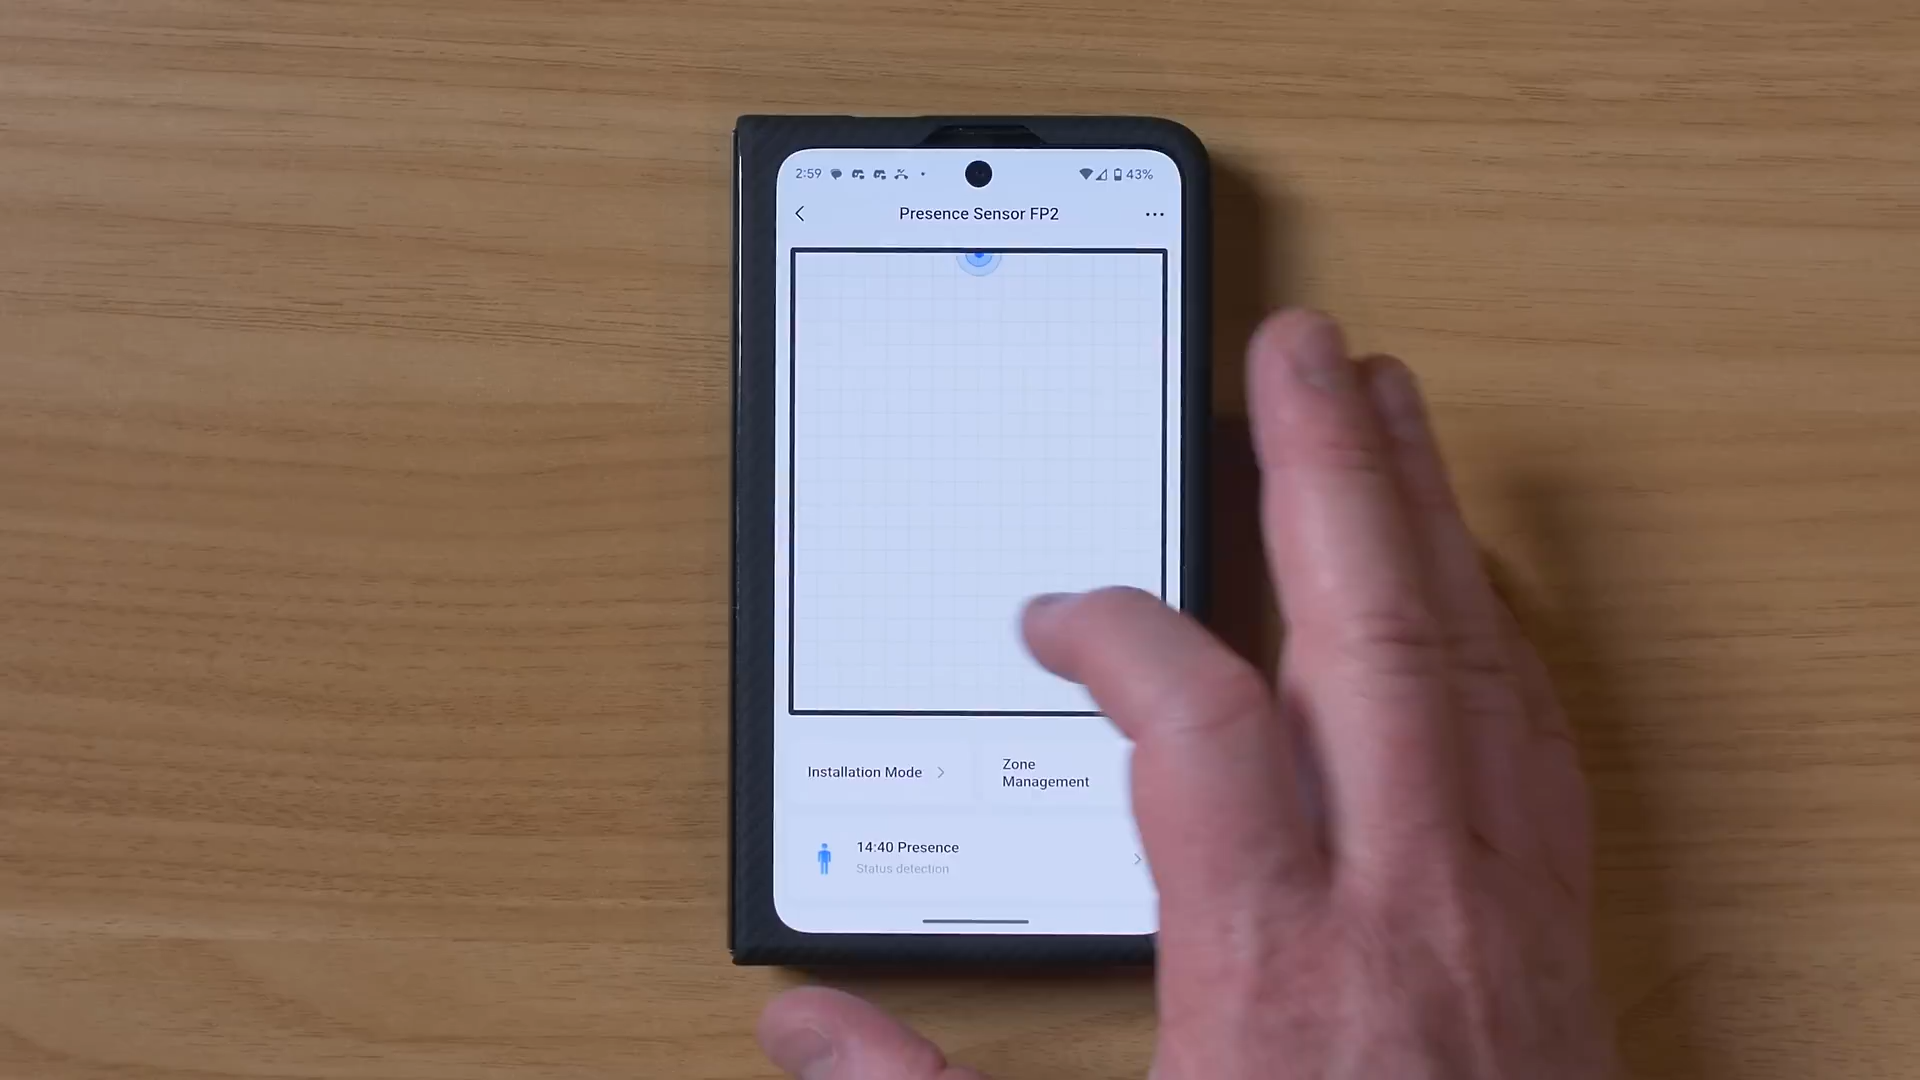 2:59
43%
Presence Sensor FP2
Installation Mode
Zone
Management
14:40 Presence
Status detection